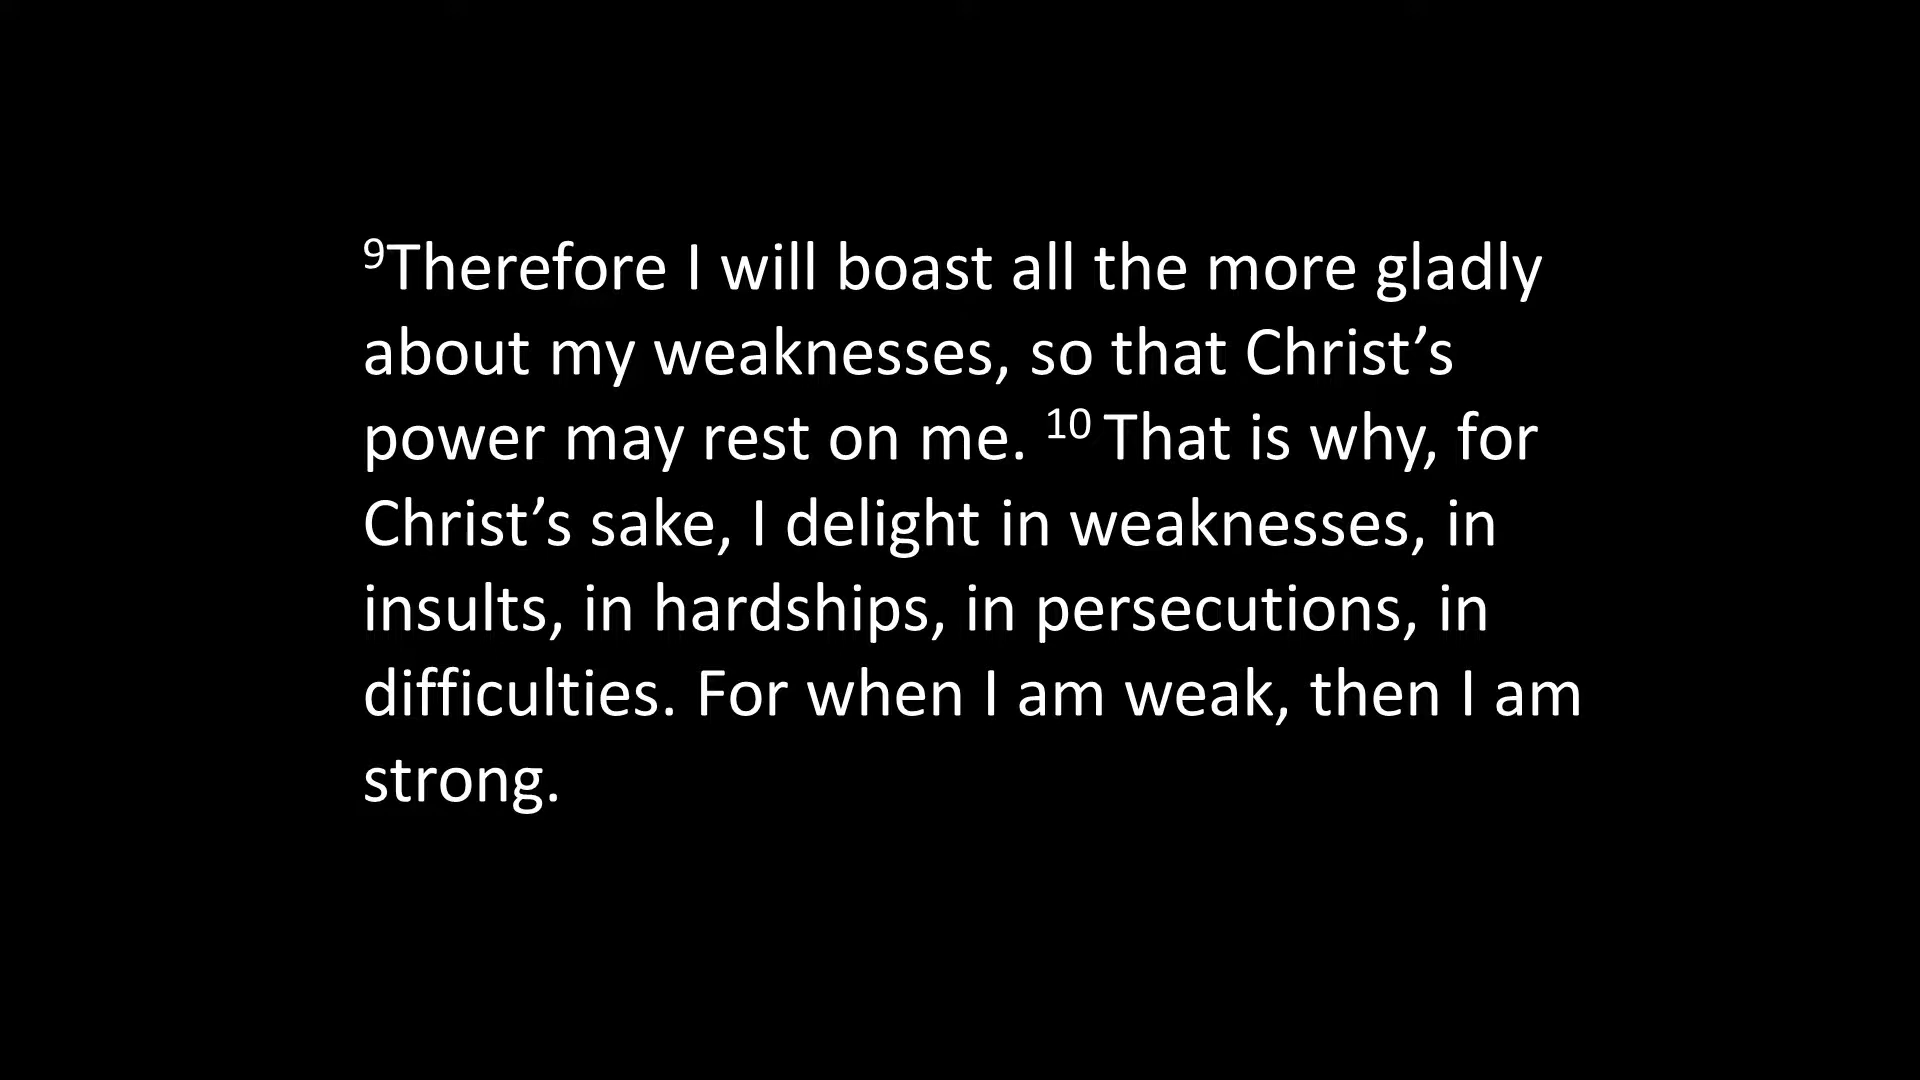 ⁹Therefore I will boast all the more gladly
about my weaknesses, so that Christ’s
power may rest on me. ¹⁰ That is why, for
Christ’s sake, I delight in weaknesses, in
insults, in hardships, in persecutions, in
difficulties. For when I am weak, then I am
strong.